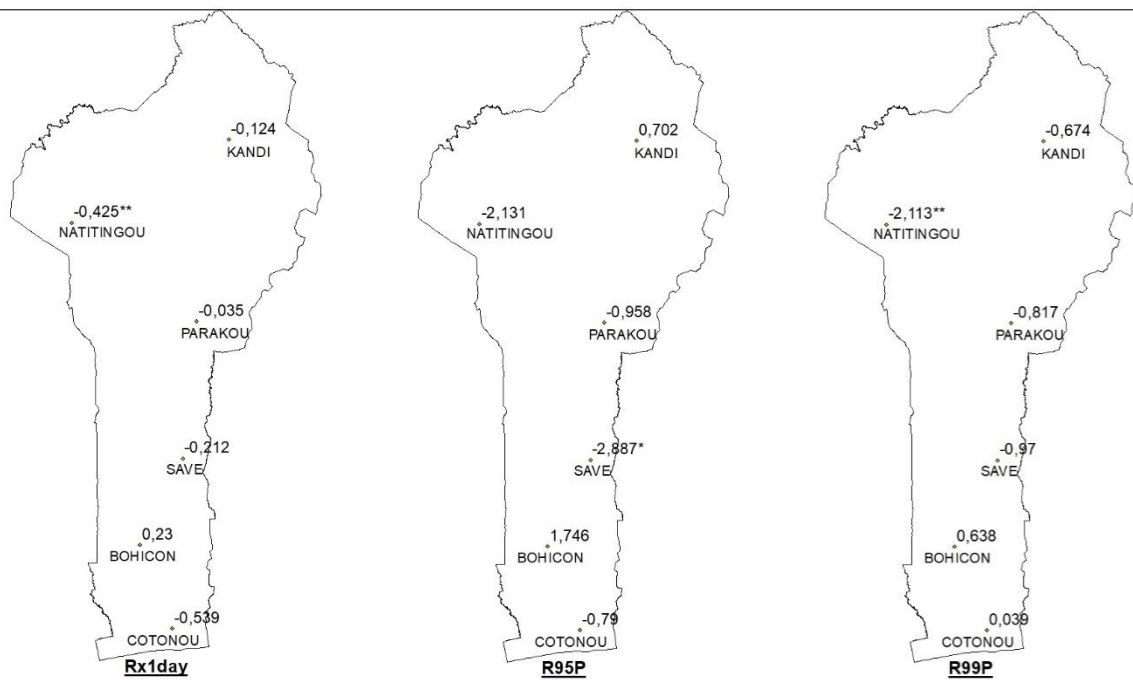 -0,124
KANDI
-0,425**
NATITINGOU
-0,035
PARAKOU
-0,212
SAVE
0,23
BOHICON
-0,539
COTONOU
Rx1day
0,702
KANDI
-2,131
NATITINGOU
-0,958
PARAKOU
-2,887*
SAVE
1,746
BOHICON
-0,79
COTONOU
R95P
-0,674
KANDI
-2,113**
NATITINGOU
-0,817
PARAKOU
-0,97
SAVE
0,638
BOHICON
0,039
COTONOU
R99P